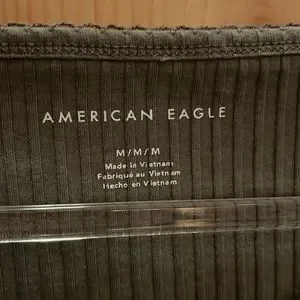 AMERICAN EAGLE
M/M/M
Made in Vietnam
Fabriqué au Vietnam
Hecho en Vietnam